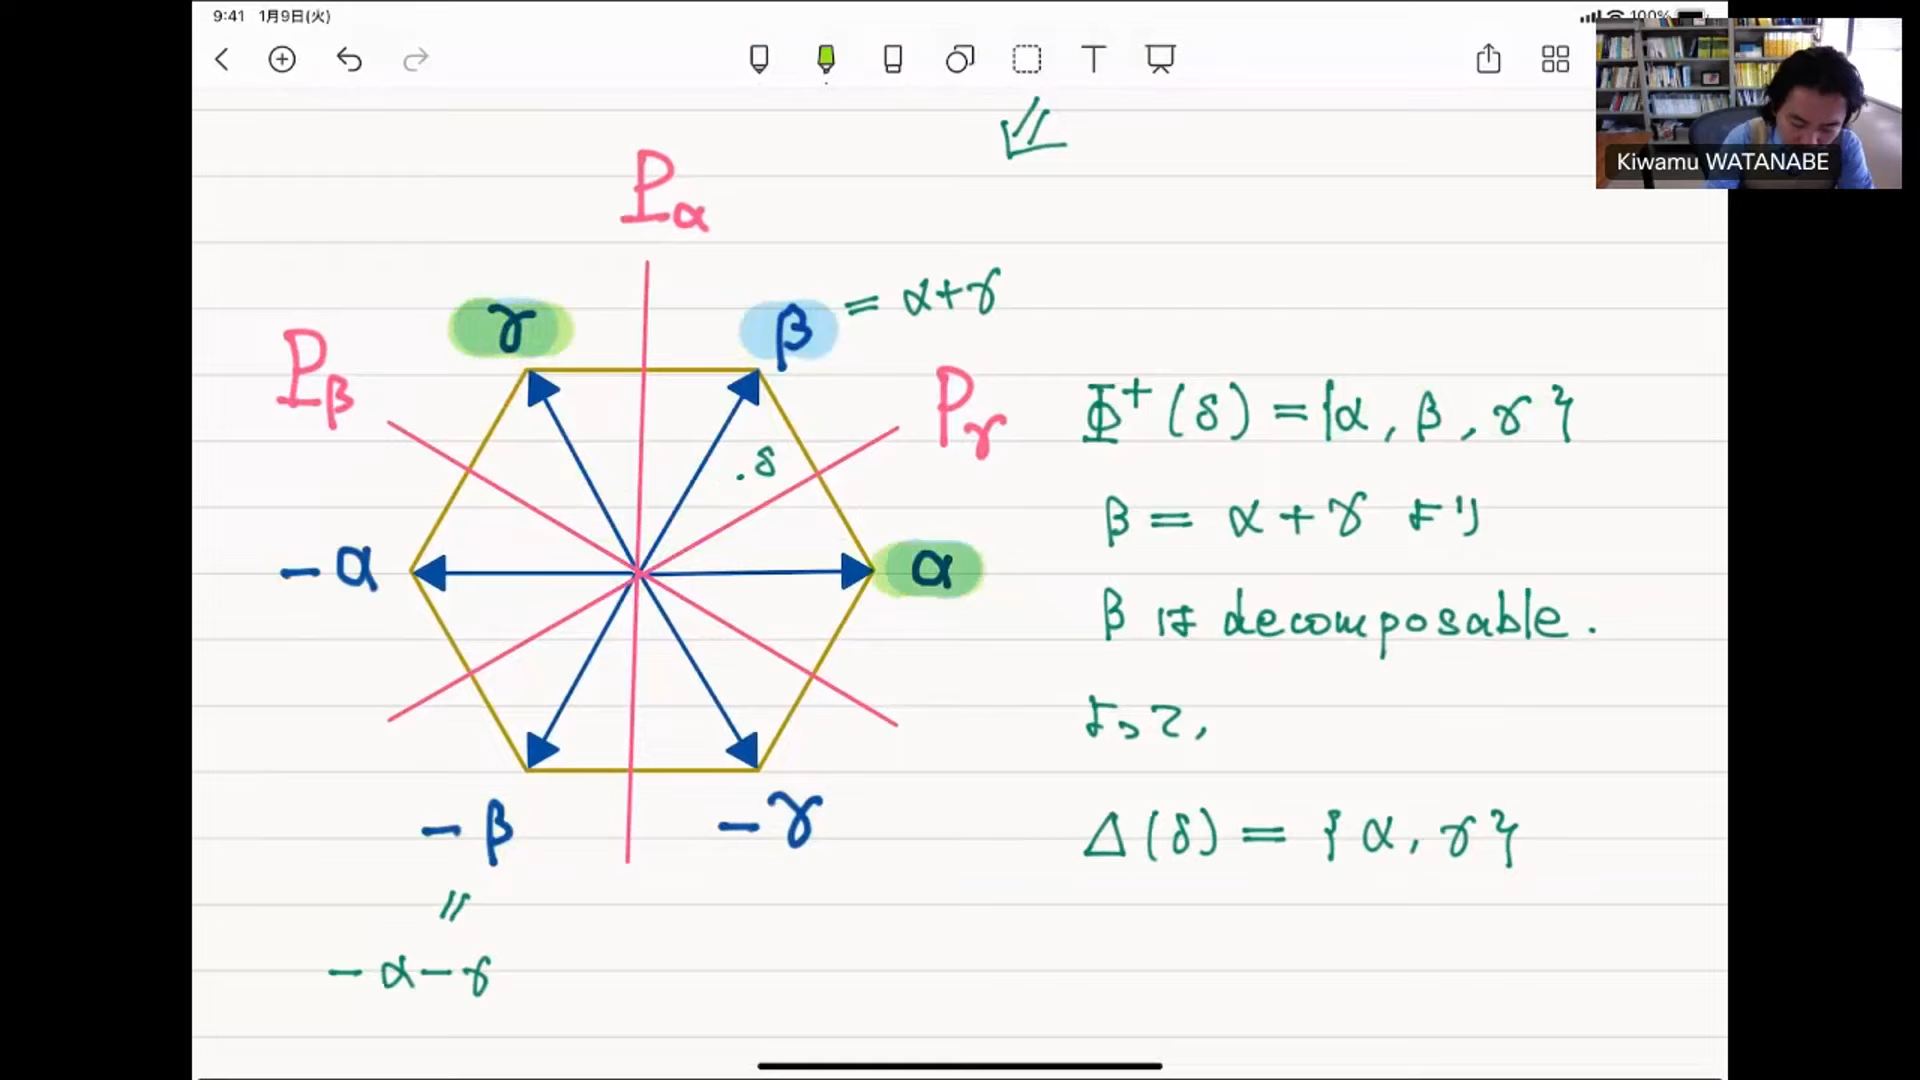 9:41 1月9日(火)
100%
Kiwamu WATANABE
P_α
γ
β = α+γ
P_β
P_γ
δ
-α
α
-β
-γ
=
-α-γ
Φ⁺(δ) = {α, β, γ}
β = α+γ より
β は decomposable.
よって,
Δ(δ) = {α, γ}